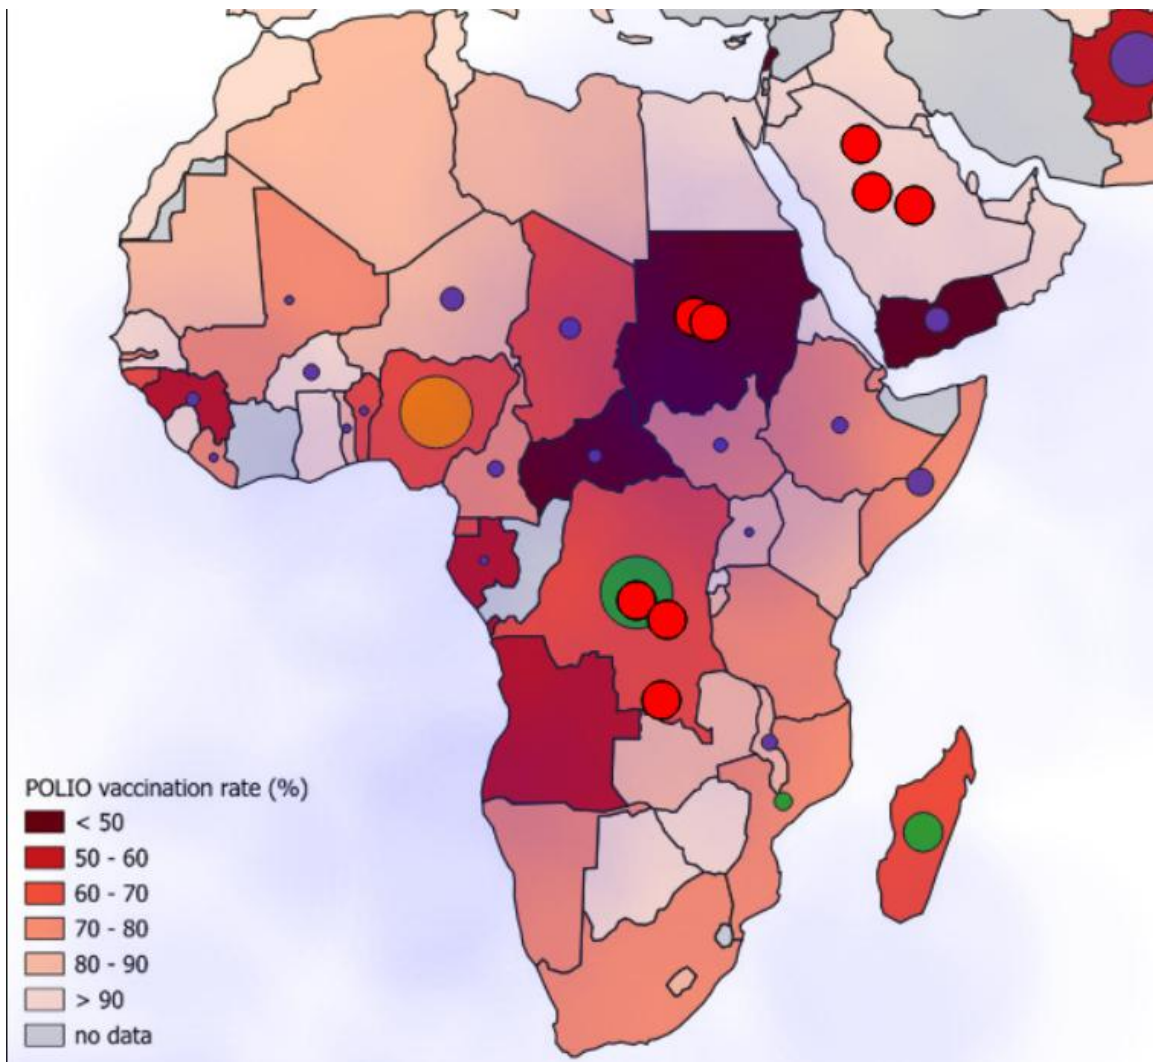 POLIO vaccination rate (%)
< 50
50 - 60
60 - 70
70 - 80
80 - 90
> 90
no data